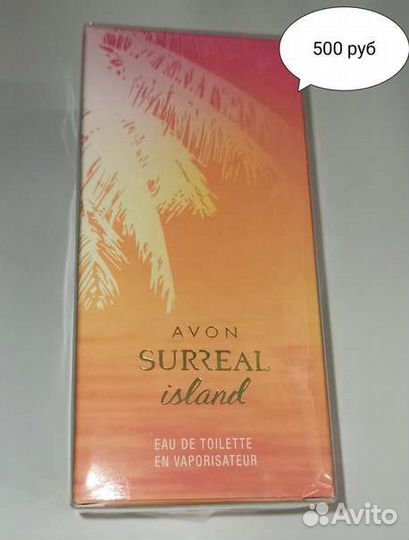 500 руб
AVON
SURREAL
island
EAU DE TOILETTE
EN VAPORISATEUR
Avito